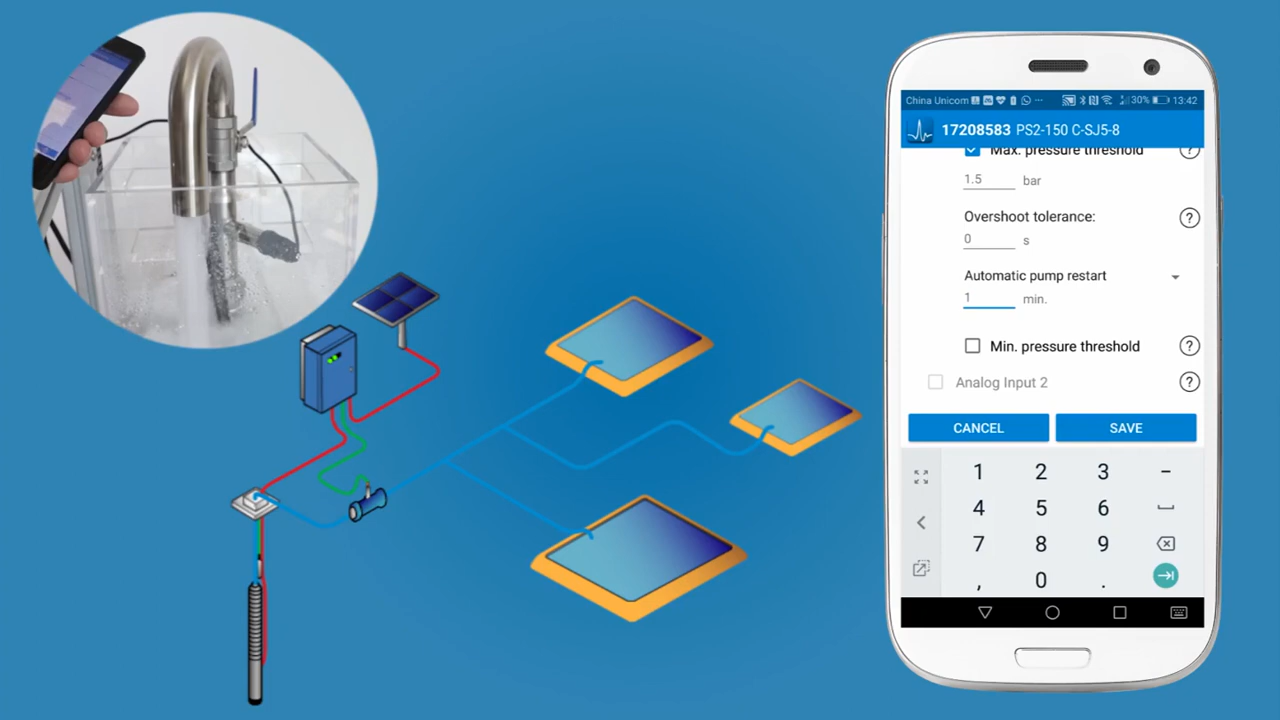 China Unicom 30% 13:42
17208583 PS2-150 C-SJ5-8
Max. pressure threshold ?
1.5 bar
Overshoot tolerance: ?
0 s
Automatic pump restart
1 min.
Min. pressure threshold ?
Analog Input 2 ?
CANCEL SAVE
1 2 3 -
4 5 6
7 8 9
, 0 .